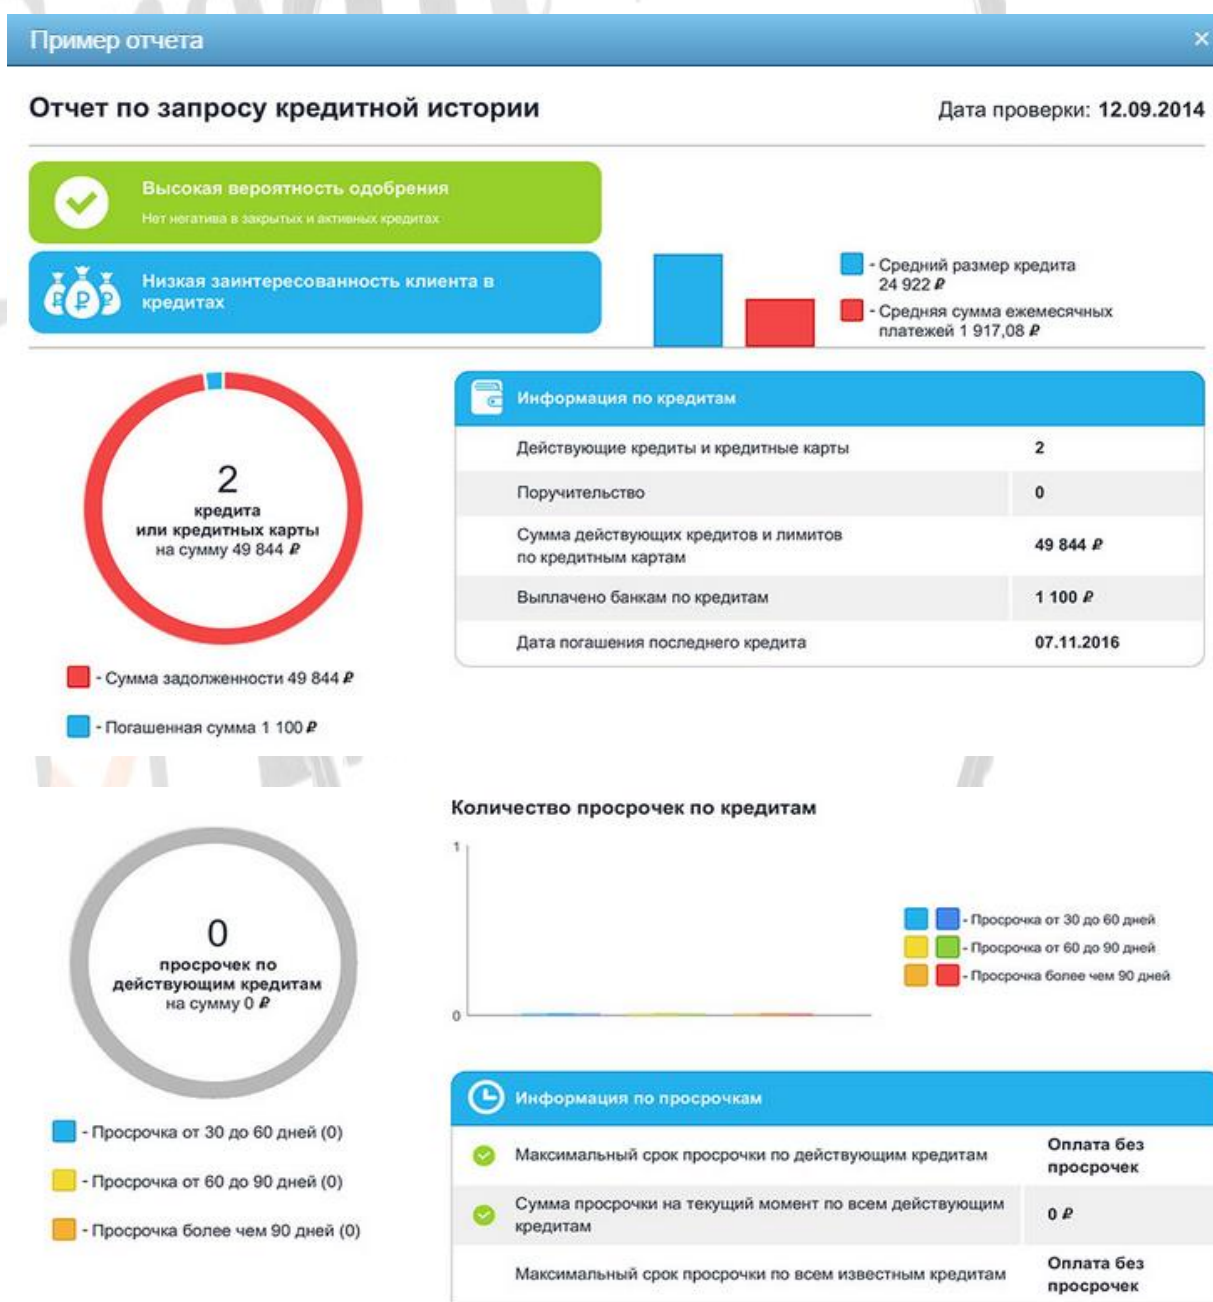 Пример отчета
×
Отчет по запросу кредитной истории
Дата проверки: 12.09.2014
Высокая вероятность одобрения
Нет негатива в закрытых и активных кредитах
Низкая заинтересованность клиента в
кредитах
- Средний размер кредита
24 922 ₽
- Средняя сумма ежемесячных
платежей 1 917,08 ₽
2
кредита
или кредитных карты
на сумму 49 844 ₽
- Сумма задолженности 49 844 ₽
- Погашенная сумма 1 100 ₽
Информация по кредитам
Действующие кредиты и кредитные карты 2
Поручительство 0
Сумма действующих кредитов и лимитов
по кредитным картам
49 844 ₽
Выплачено банкам по кредитам 1 100 ₽
Дата погашения последнего кредита 07.11.2016
0
просрочек по
действующим кредитам
на сумму 0 ₽
- Просрочка от 30 до 60 дней (0)
- Просрочка от 60 до 90 дней (0)
- Просрочка более чем 90 дней (0)
Количество просрочек по кредитам
1
0
- Просрочка от 30 до 60 дней
- Просрочка от 60 до 90 дней
- Просрочка более чем 90 дней
Информация по просрочкам
Максимальный срок просрочки по действующим кредитам
Оплата без
просрочек
Сумма просрочки на текущий момент по всем действующим
кредитам
0 ₽
Максимальный срок просрочки по всем известным кредитам
Оплата без
просрочек